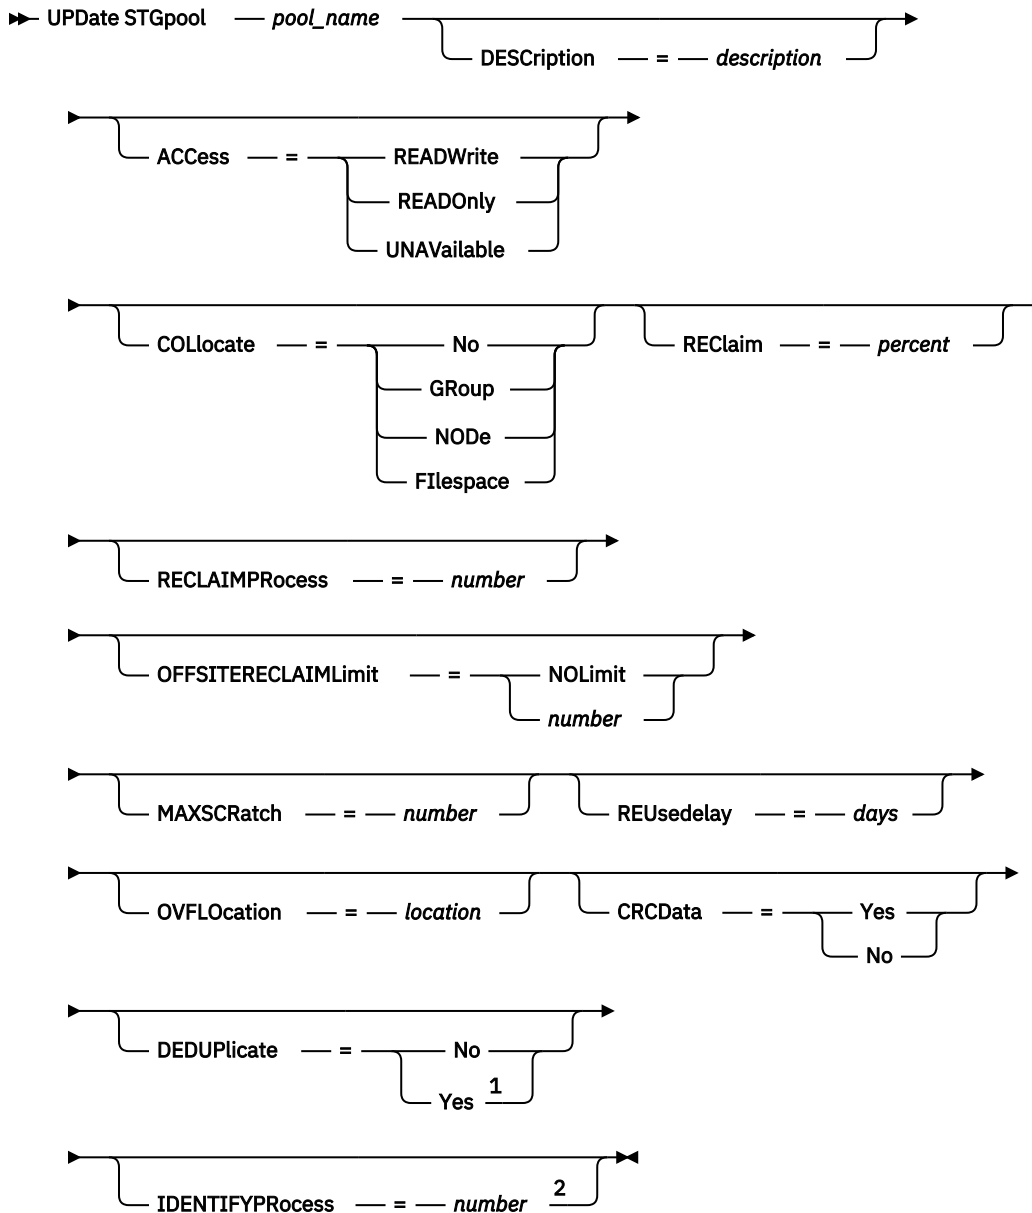 UPDate STGpool pool_name
DESCription = description
ACCess = READWrite
READOnly
UNAVailable
COLlocate = No REClaim = percent
GRoup
NODe
FIlespace
RECLAIMPRocess = number
OFFSITERECLAIMLimit = NOLimit
number
MAXSCRatch = number REUsedelay = days
OVFLOcation = location CRCData = Yes
No
DEDUPlicate = No
Yes 1
IDENTIFYPRocess = number 2